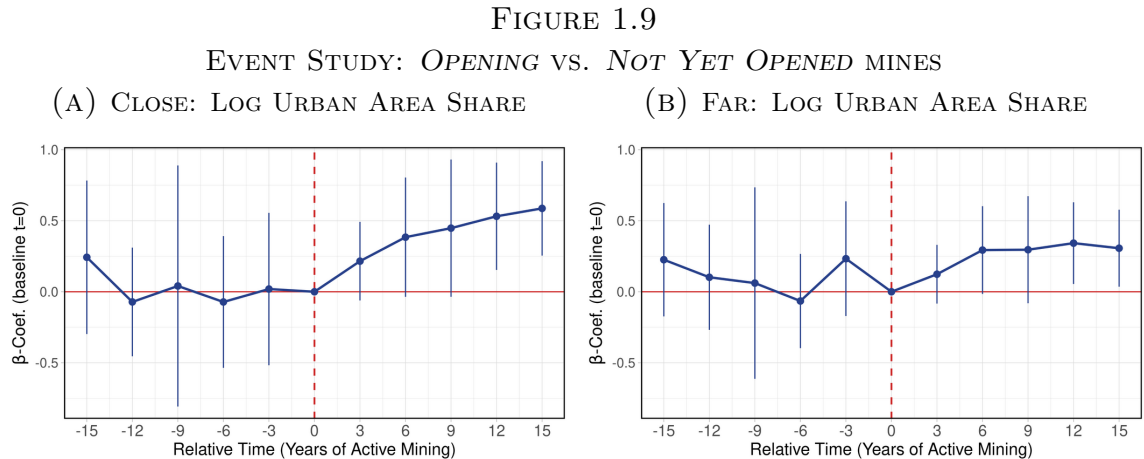 FIGURE 1.9
EVENT STUDY: OPENING VS. NOT YET OPENED MINES
(A) CLOSE: LOG URBAN AREA SHARE
1.0
0.5
0.0
-0.5
β-Coef. (baseline t=0)
-15 -12 -9 -6 -3 0 3 6 9 12 15
Relative Time (Years of Active Mining)
(B) FAR: LOG URBAN AREA SHARE
1.0
0.5
0.0
-0.5
β-Coef. (baseline t=0)
-15 -12 -9 -6 -3 0 3 6 9 12 15
Relative Time (Years of Active Mining)